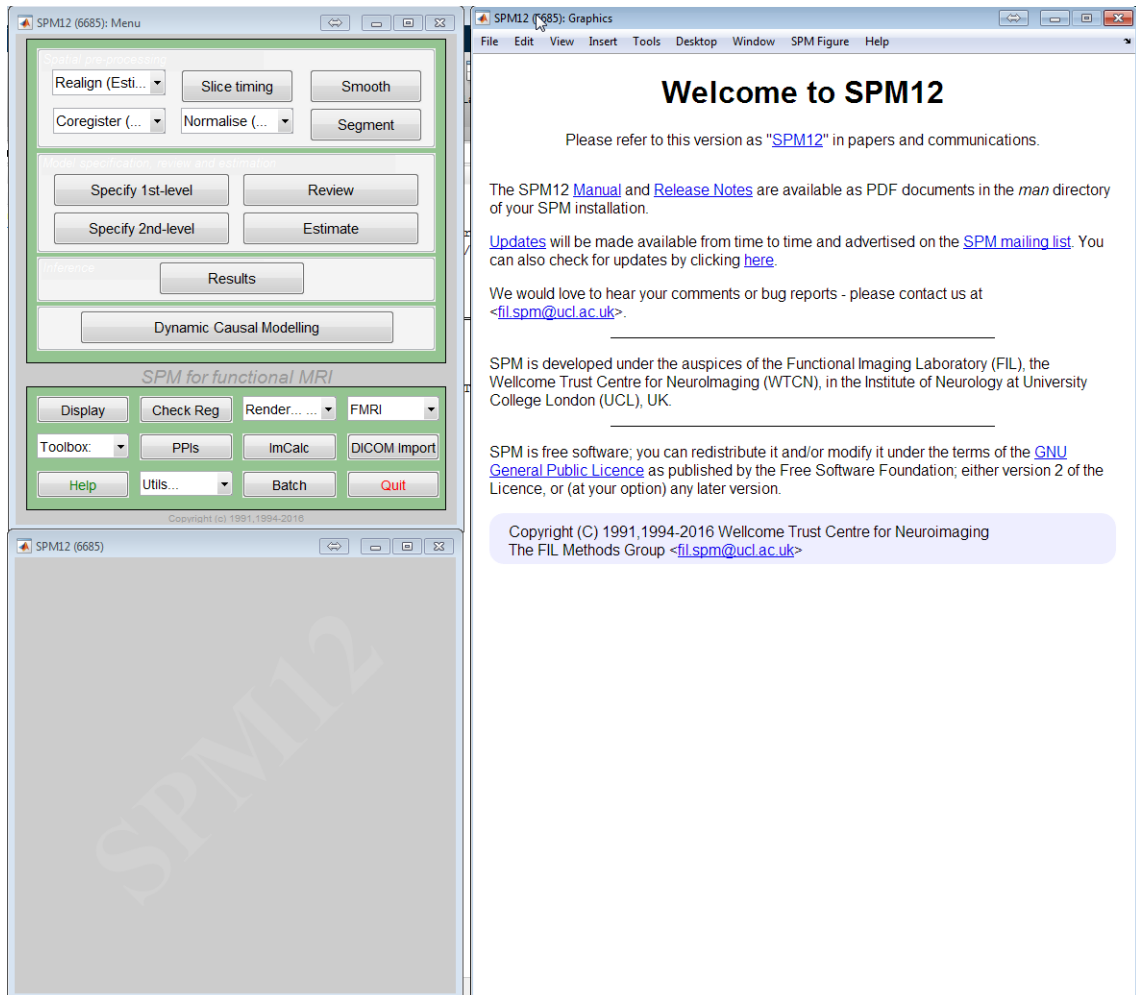 SPM12 (6685): Menu
Spatial pre-processing
Realign (Esti...
Slice timing
Smooth
Coregister (...
Normalise (...
Segment
Model specification, review and estimation
Specify 1st-level
Review
Specify 2nd-level
Estimate
Inference
Results
Dynamic Causal Modelling
SPM for functional MRI
Display
Check Reg
Render... ...
FMRI
Toolbox:
PPIs
ImCalc
DICOM Import
Help
Utils...
Batch
Quit
Copyright (c) 1991,1994-2016
SPM12 (6685)
SPM12
SPM12 (6685): Graphics
File Edit View Insert Tools Desktop Window SPM Figure Help
Welcome to SPM12
Please refer to this version as "SPM12" in papers and communications.
The SPM12 Manual and Release Notes are available as PDF documents in the man directory
of your SPM installation.
Updates will be made available from time to time and advertised on the SPM mailing list. You
can also check for updates by clicking here.
We would love to hear your comments or bug reports - please contact us at
<fil.spm@ucl.ac.uk>.
SPM is developed under the auspices of the Functional Imaging Laboratory (FIL), the
Wellcome Trust Centre for NeuroImaging (WTCN), in the Institute of Neurology at University
College London (UCL), UK.
SPM is free software; you can redistribute it and/or modify it under the terms of the GNU
General Public Licence as published by the Free Software Foundation; either version 2 of the
Licence, or (at your option) any later version.
Copyright (C) 1991,1994-2016 Wellcome Trust Centre for Neuroimaging
The FIL Methods Group <fil.spm@ucl.ac.uk>